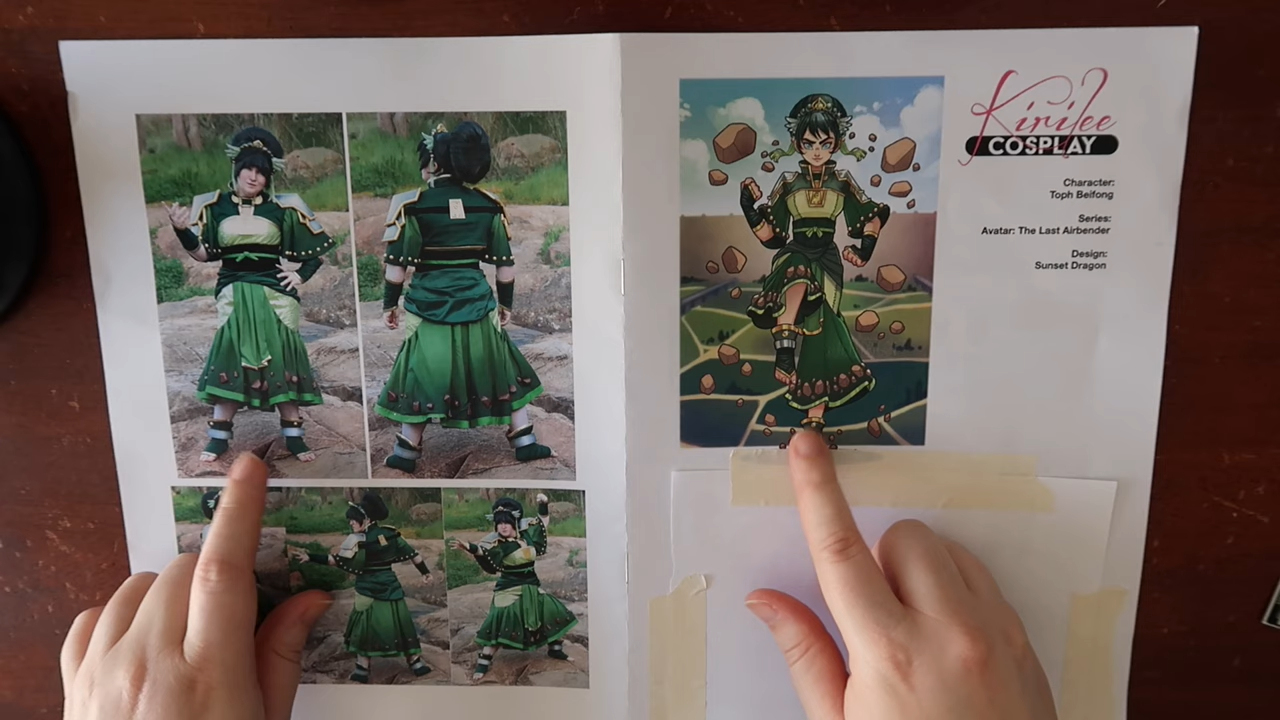 Kirilee
COSPLAY
Character:
Toph Beifong
Series:
Avatar: The Last Airbender
Design:
Sunset Dragon